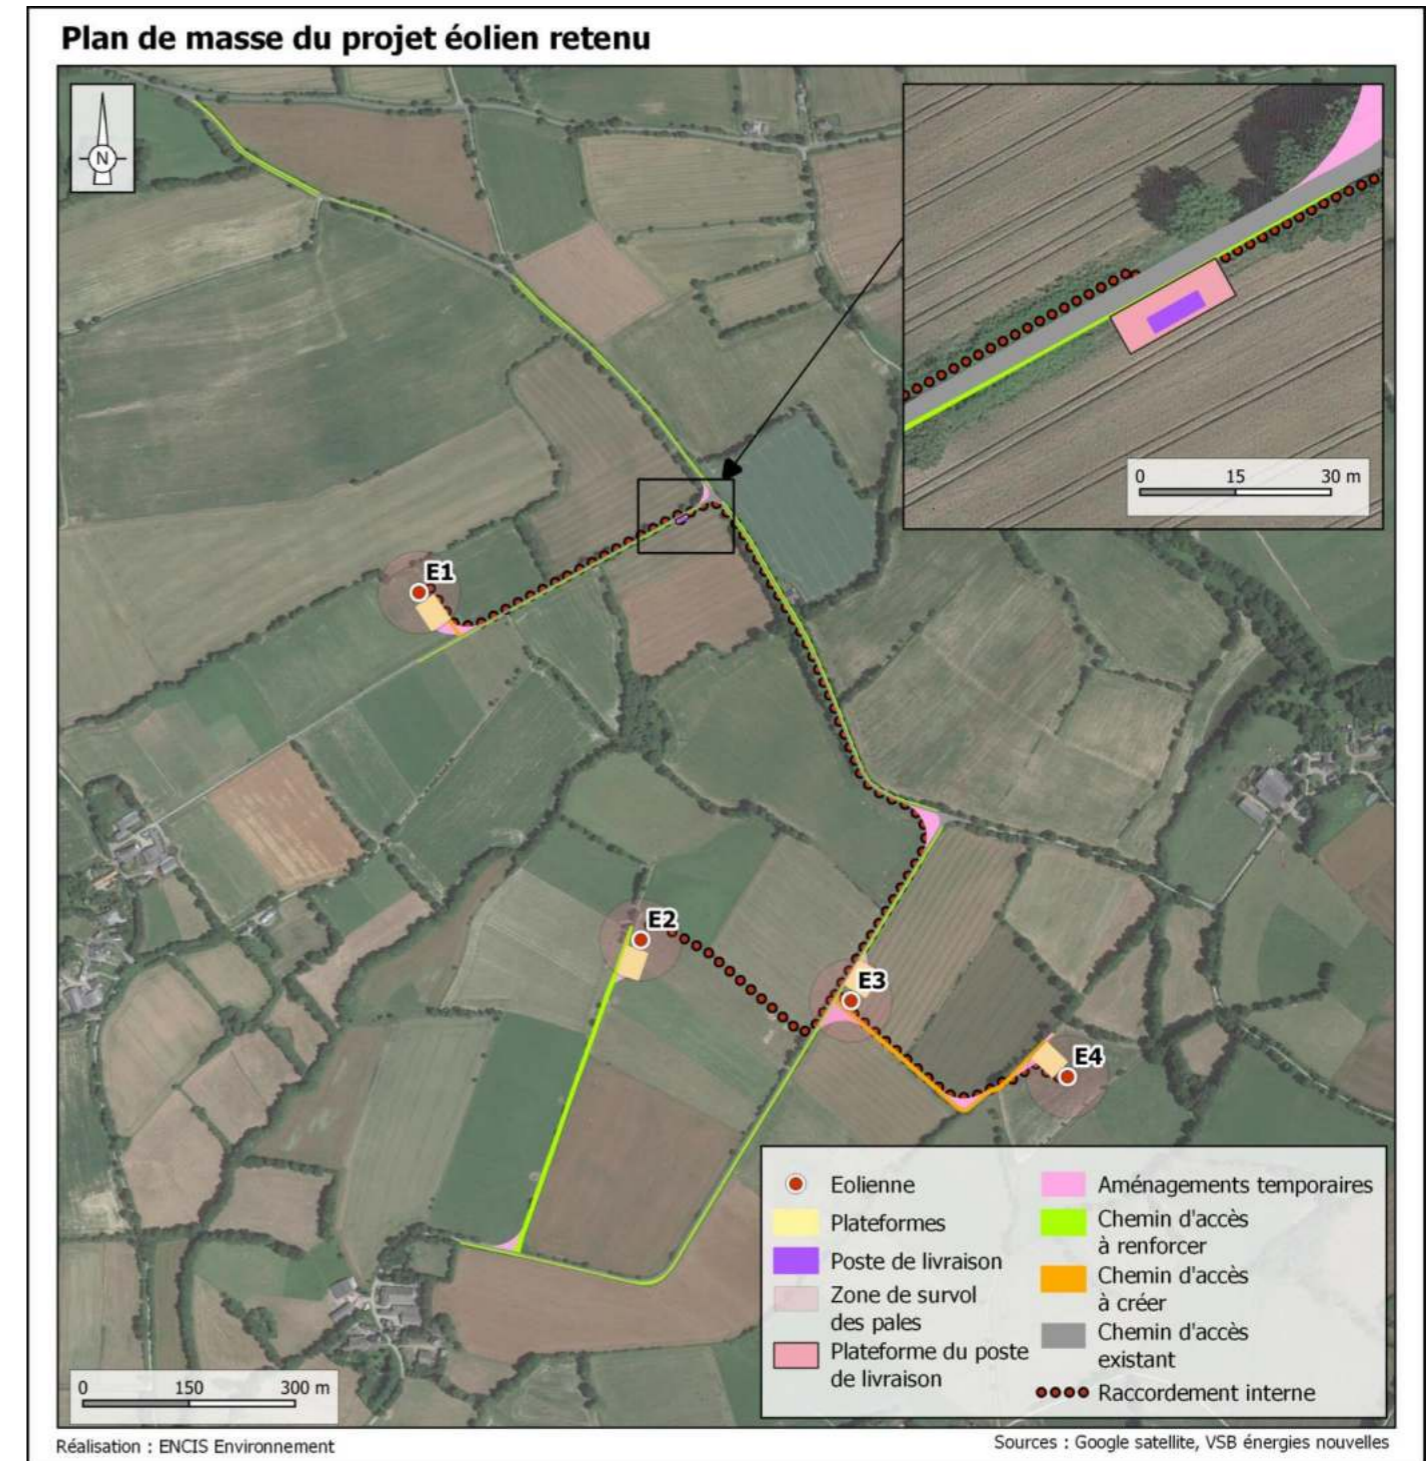 Plan de masse du projet éolien retenu
N
0 15 30 m
E1
E2
E3
E4
Eolienne
Plateformes
Poste de livraison
Zone de survol
des pales
Plateforme du poste
de livraison
Aménagements temporaires
Chemin d'accès
à renforcer
Chemin d'accès
à créer
Chemin d'accès
existant
Raccordement interne
0 150 300 m
Réalisation : ENCIS Environnement
Sources : Google satellite, VSB énergies nouvelles